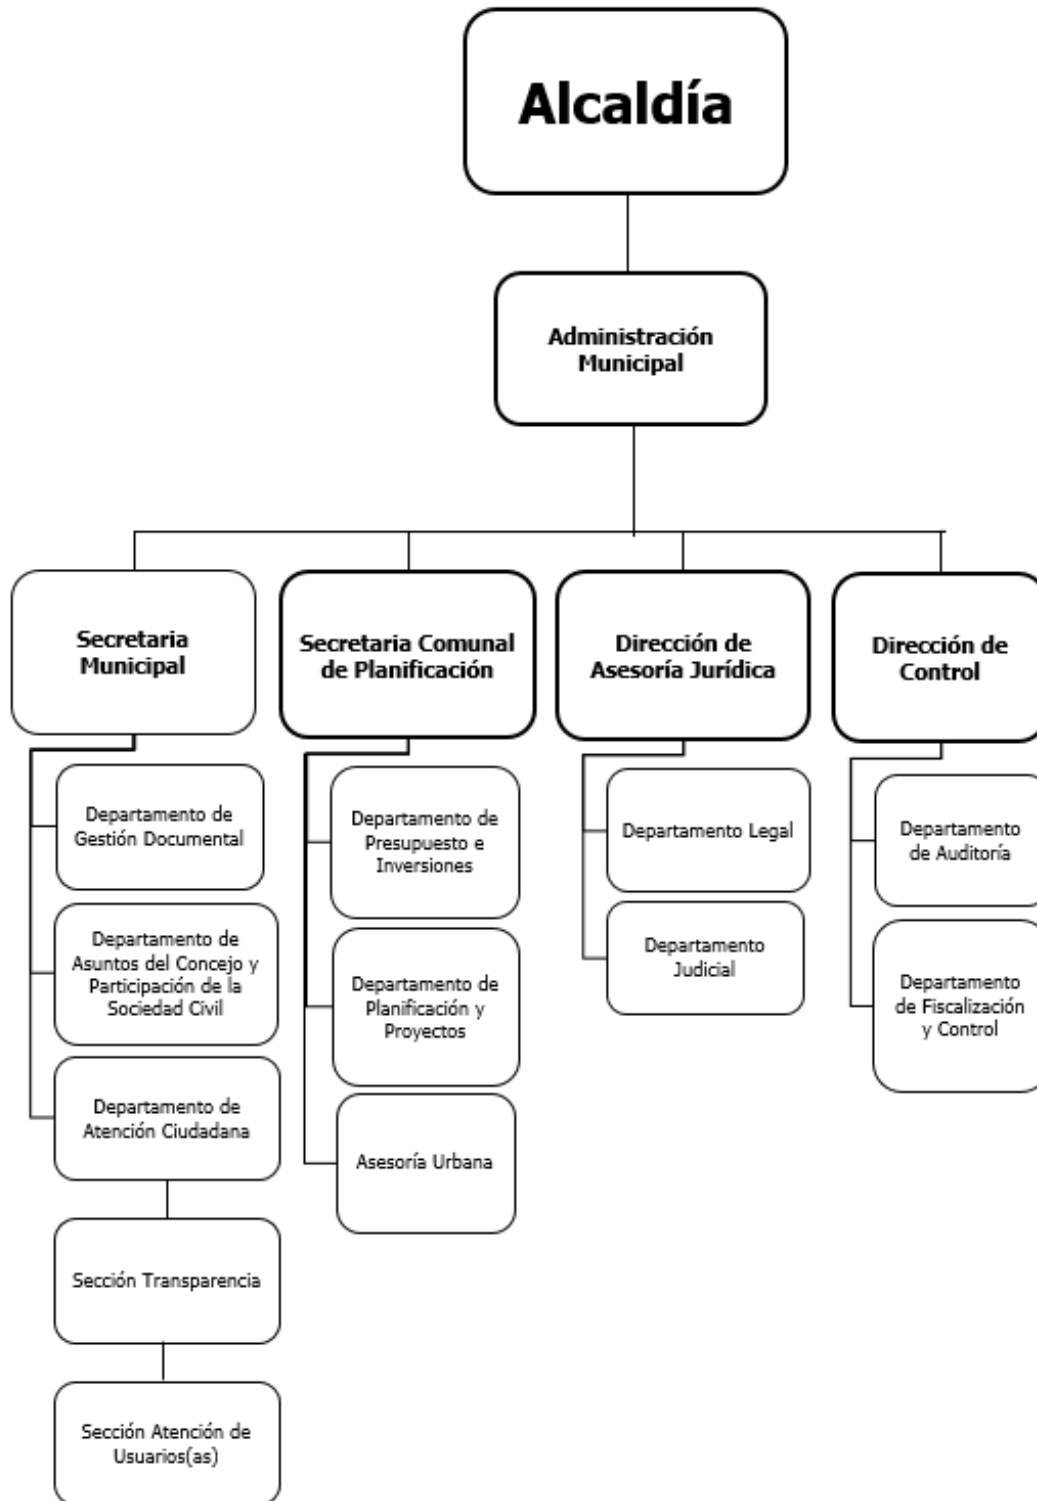 Alcaldía
Administración
Municipal
Secretaria
Municipal
Departamento de
Gestión Documental
Departamento de
Asuntos del Concejo y
Participación de la
Sociedad Civil
Departamento de
Atención Ciudadana
Sección Transparencia
Sección Atención de
Usuarios(as)
Secretaria Comunal
de Planificación
Departamento de
Presupuesto e
Inversiones
Departamento de
Planificación y
Proyectos
Asesoría Urbana
Dirección de
Asesoría Jurídica
Departamento Legal
Departamento
Judicial
Dirección de
Control
Departamento
de Auditoría
Departamento
de Fiscalización
y Control